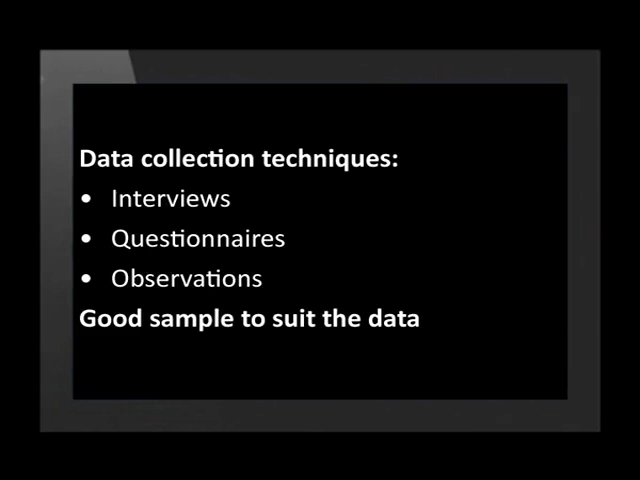 Data collection techniques:
• Interviews
• Questionnaires
• Observations
Good sample to suit the data